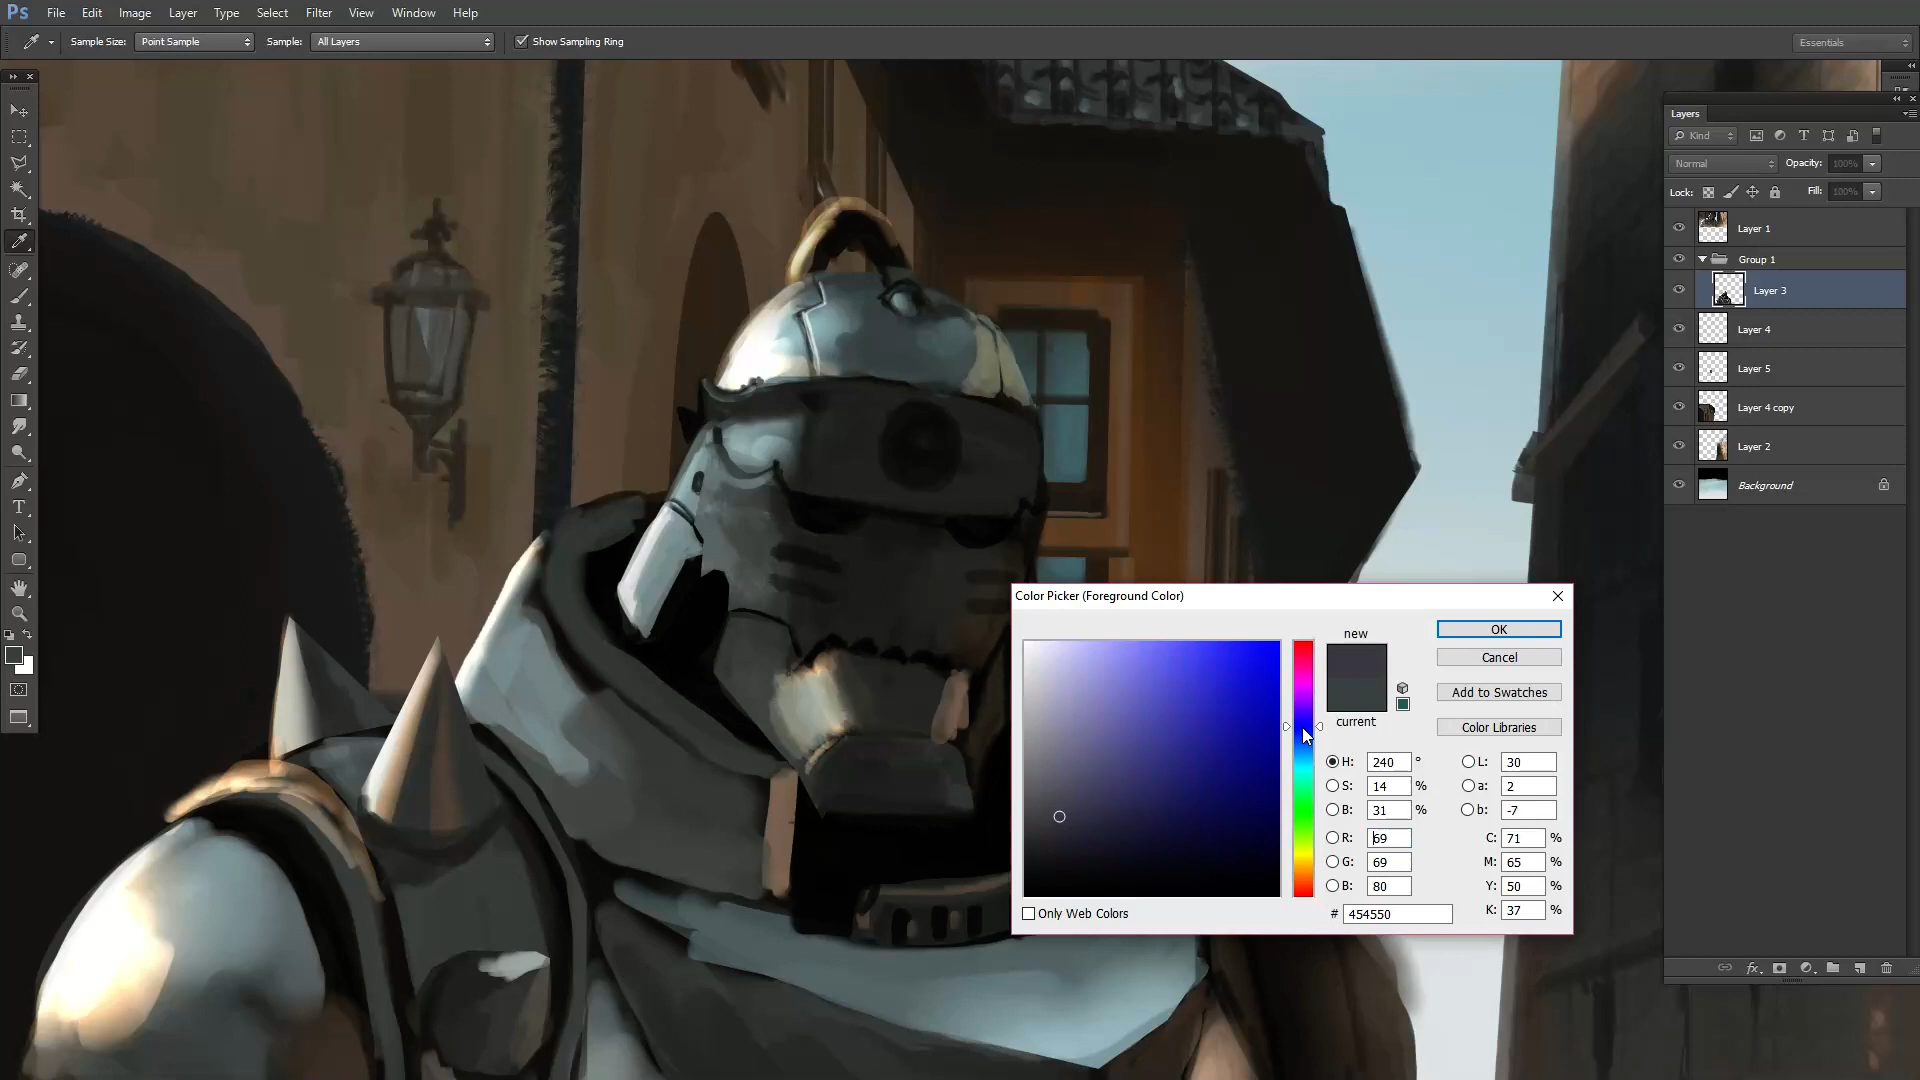 Ps File Edit Image Layer Type Select Filter View Window Help
Sample Size: Point Sample Sample: All Layers Show Sampling Ring Essentials
Layers
Kind
Normal Opacity: 100%
Lock: Fill: 100%
Layer 1
Group 1
Layer 3
Layer 4
Layer 5
Layer 4 copy
Layer 2
Background
Color Picker (Foreground Color)
new
current
OK
Cancel
Add to Swatches
Color Libraries
H: 240 ° L: 30
S: 14 % a: 2
B: 31 % b: -7
R: 69 C: 71 %
G: 69 M: 65 %
B: 80 Y: 50 %
# 454550 K: 37 %
Only Web Colors
fx